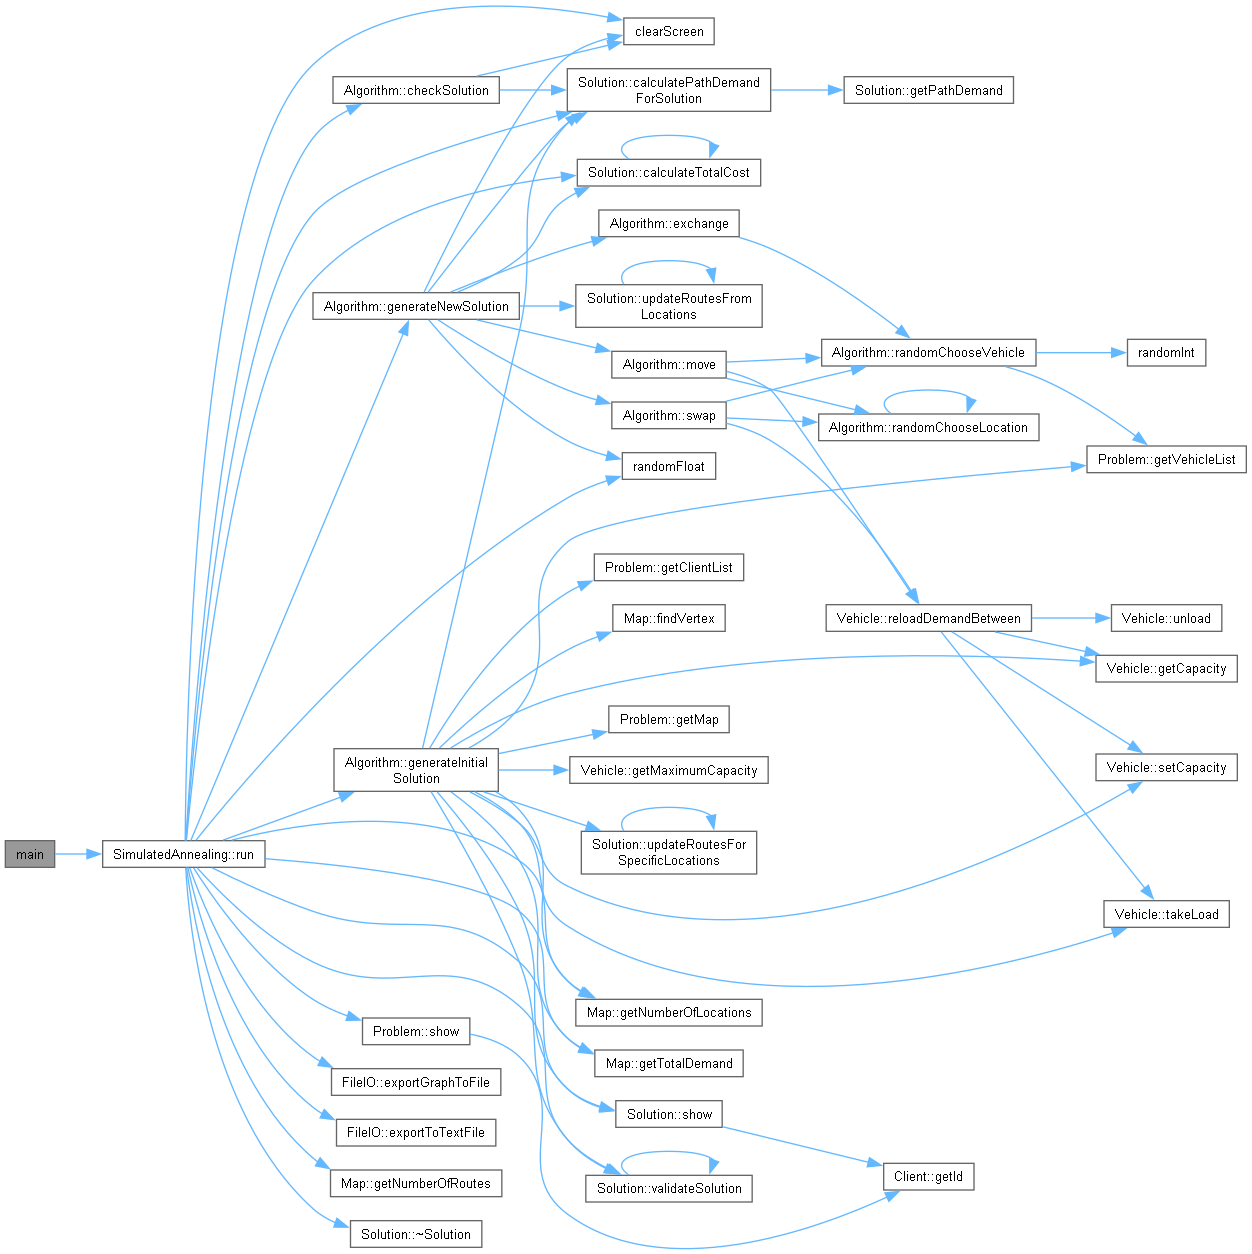 clearScreen
Algorithm::checkSolution
Solution::calculatePathDemand
ForSolution
Solution::getPathDemand
Solution::calculateTotalCost
Algorithm::exchange
Algorithm::generateNewSolution
Solution::updateRoutesFrom
Locations
Algorithm::move
Algorithm::randomChooseVehicle
randomInt
Algorithm::swap
Algorithm::randomChooseLocation
randomFloat
Problem::getVehicleList
Problem::getClientList
Map::findVertex
Vehicle::reloadDemandBetween
Vehicle::unload
Vehicle::getCapacity
Problem::getMap
Algorithm::generateInitial
Solution
Vehicle::getMaximumCapacity
Vehicle::setCapacity
main
SimulatedAnnealing::run
Solution::updateRoutesFor
SpecificLocations
Vehicle::takeLoad
Map::getNumberOfLocations
Problem::show
Map::getTotalDemand
FileIO::exportGraphToFile
Solution::show
FileIO::exportToTextFile
Map::getNumberOfRoutes
Solution::validateSolution
Client::getId
Solution::~Solution